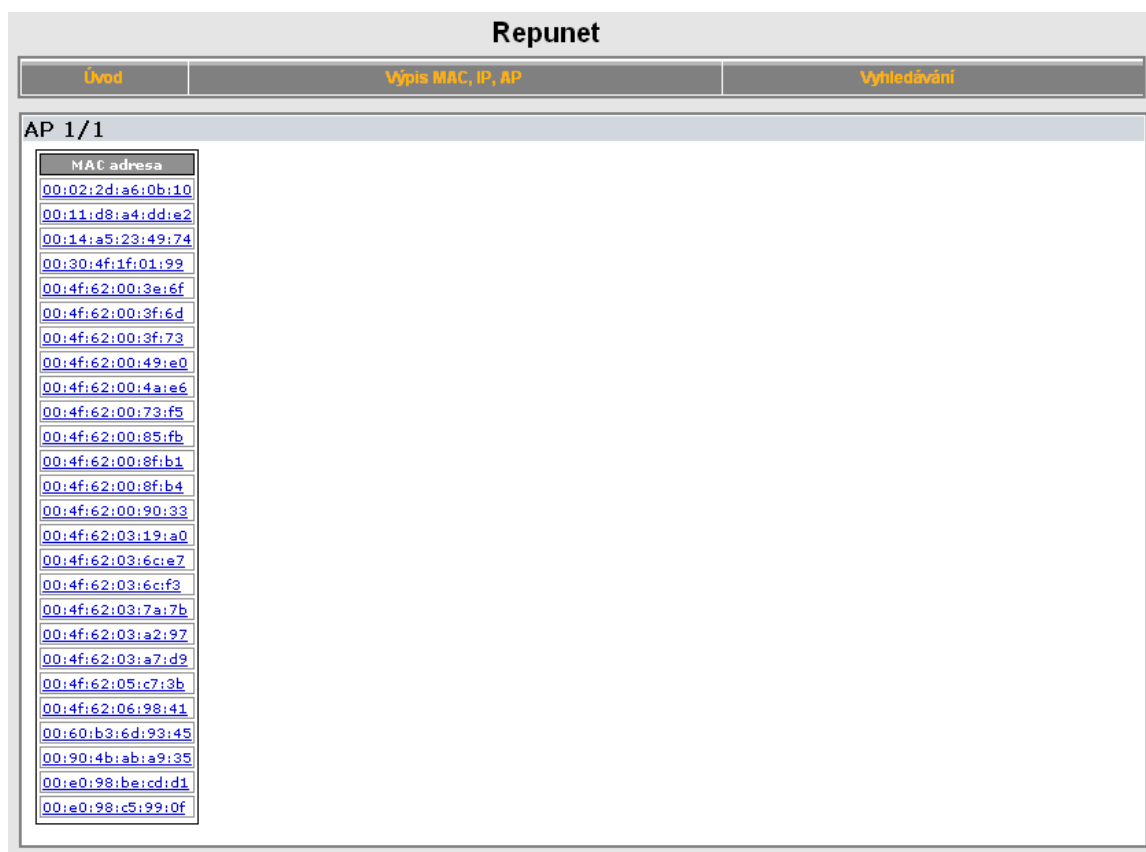 Repunet
Úvod Výpis MAC, IP, AP Vyhledávání
AP 1/1
MAC adresa
00:02:2d:a6:0b:10
00:11:d8:a4:dd:e2
00:14:a5:23:49:74
00:30:4f:1f:01:99
00:4f:62:00:3e:6f
00:4f:62:00:3f:6d
00:4f:62:00:3f:73
00:4f:62:00:49:e0
00:4f:62:00:4a:e6
00:4f:62:00:73:f5
00:4f:62:00:85:fb
00:4f:62:00:8f:b1
00:4f:62:00:8f:b4
00:4f:62:00:90:33
00:4f:62:03:19:a0
00:4f:62:03:6c:e7
00:4f:62:03:6c:f3
00:4f:62:03:7a:7b
00:4f:62:03:a2:97
00:4f:62:03:a7:d9
00:4f:62:05:c7:3b
00:4f:62:06:98:41
00:60:b3:6d:93:45
00:90:4b:ab:a9:35
00:e0:98:be:cd:d1
00:e0:98:c5:99:0f